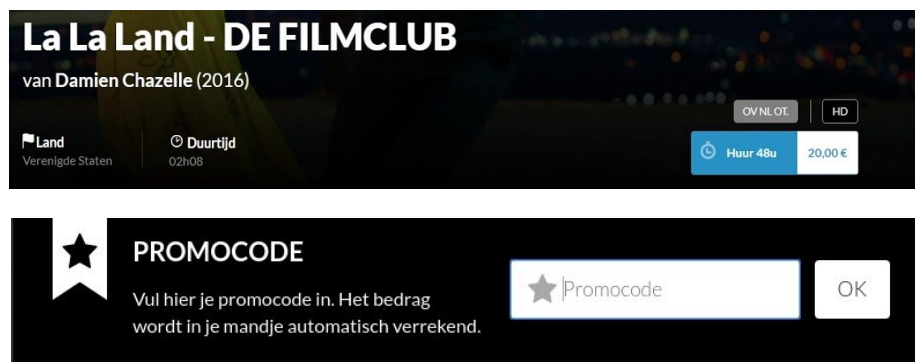 La La Land - DE FILMCLUB
van Damien Chazelle (2016)
OV NL OT.
HD
Land
Duurtijd
Verenigde Staten
02h08
Huur 48u
20,00 €
PROMOCODE
Vul hier je promocode in. Het bedrag
wordt in je mandje automatisch verrekend.
Promocode
OK